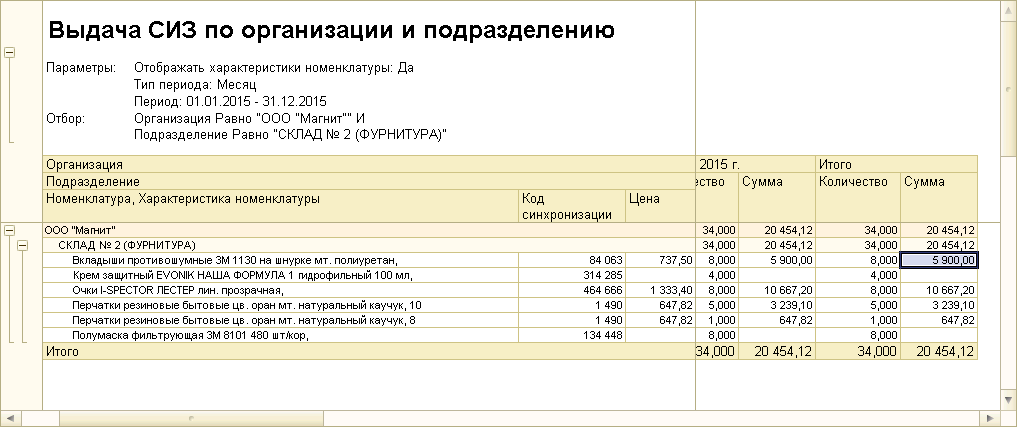 Выдача СИЗ по организации и подразделению
Параметры: Отображать характеристики номенклатуры: Да
Тип периода: Месяц
Период: 01.01.2015 - 31.12.2015
Отбор: Организация Равно "ООО "Магнит"" И
Подразделение Равно "СКЛАД № 2 (ФУРНИТУРА)"
Организация 2015 г. Итого
Подразделение ество Сумма Количество Сумма
Номенклатура, Характеристика номенклатуры Код синхронизации Цена
ООО "Магнит" 34,000 20 454,12 34,000 20 454,12
СКЛАД № 2 (ФУРНИТУРА) 34,000 20 454,12 34,000 20 454,12
Вкладыши противошумные 3М 1130 на шнурке мт. полиуретан, 84 063 737,50 8,000 5 900,00 8,000 5 900,00
Крем защитный EVONIK НАША ФОРМУЛА 1 гидрофильный 100 мл, 314 285 4,000 4,000
Очки I-SPECTOR ЛЕСТЕР лин. прозрачная, 464 666 1 333,40 8,000 10 667,20 8,000 10 667,20
Перчатки резиновые бытовые цв. оран мт. натуральный каучук, 10 1 490 647,82 5,000 3 239,10 5,000 3 239,10
Перчатки резиновые бытовые цв. оран мт. натуральный каучук, 8 1 490 647,82 1,000 647,82 1,000 647,82
Полумаска фильтрующая 3М 8101 480 шт/кор, 134 448 8,000 8,000
Итого 34,000 20 454,12 34,000 20 454,12